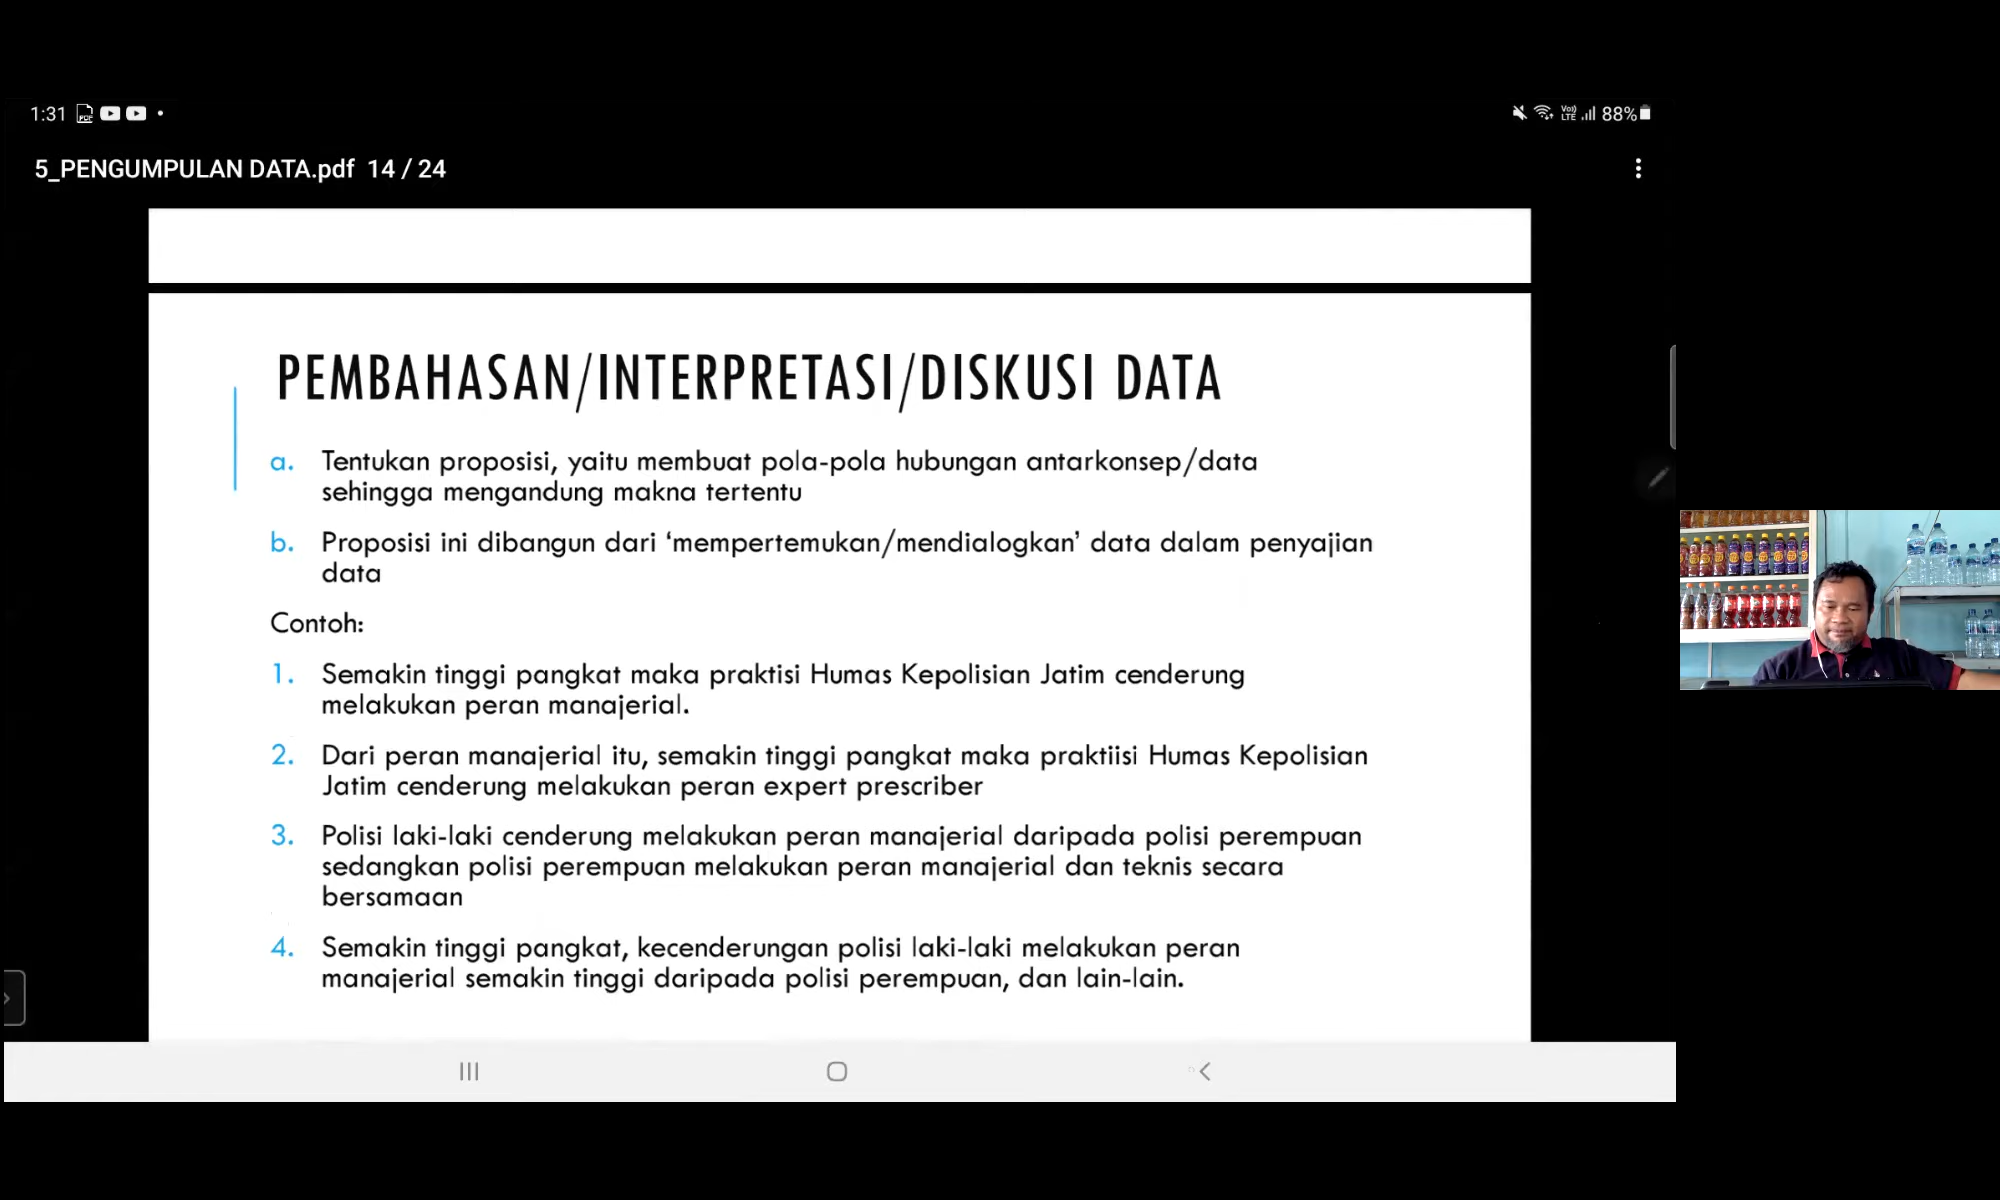 1:31
88%
5_PENGUMPULAN DATA.pdf 14 / 24
PEMBAHASAN/INTERPRETASI/DISKUSI DATA
a. Tentukan proposisi, yaitu membuat pola-pola hubungan antarkonsep/data
sehingga mengandung makna tertentu
b. Proposisi ini dibangun dari ‘mempertemukan/mendialogkan’ data dalam penyajian
data
Contoh:
1. Semakin tinggi pangkat maka praktisi Humas Kepolisian Jatim cenderung
melakukan peran manajerial.
2. Dari peran manajerial itu, semakin tinggi pangkat maka praktiisi Humas Kepolisian
Jatim cenderung melakukan peran expert prescriber
3. Polisi laki-laki cenderung melakukan peran manajerial daripada polisi perempuan
sedangkan polisi perempuan melakukan peran manajerial dan teknis secara
bersamaan
4. Semakin tinggi pangkat, kecenderungan polisi laki-laki melakukan peran
manajerial semakin tinggi daripada polisi perempuan, dan lain-lain.